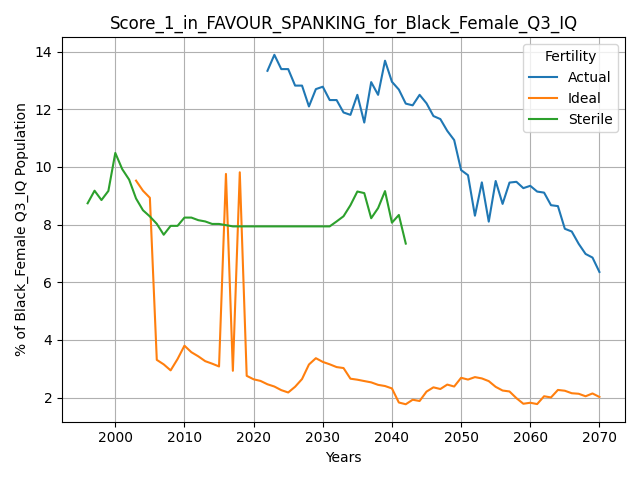 Score_1_in_FAVOUR_SPANKING_for_Black_Female_Q3_IQ
Fertility
Actual
Ideal
Sterile
% of Black_Female Q3_IQ Population
14
12
10
8
6
4
2
2000 2010 2020 2030 2040 2050 2060 2070
Years